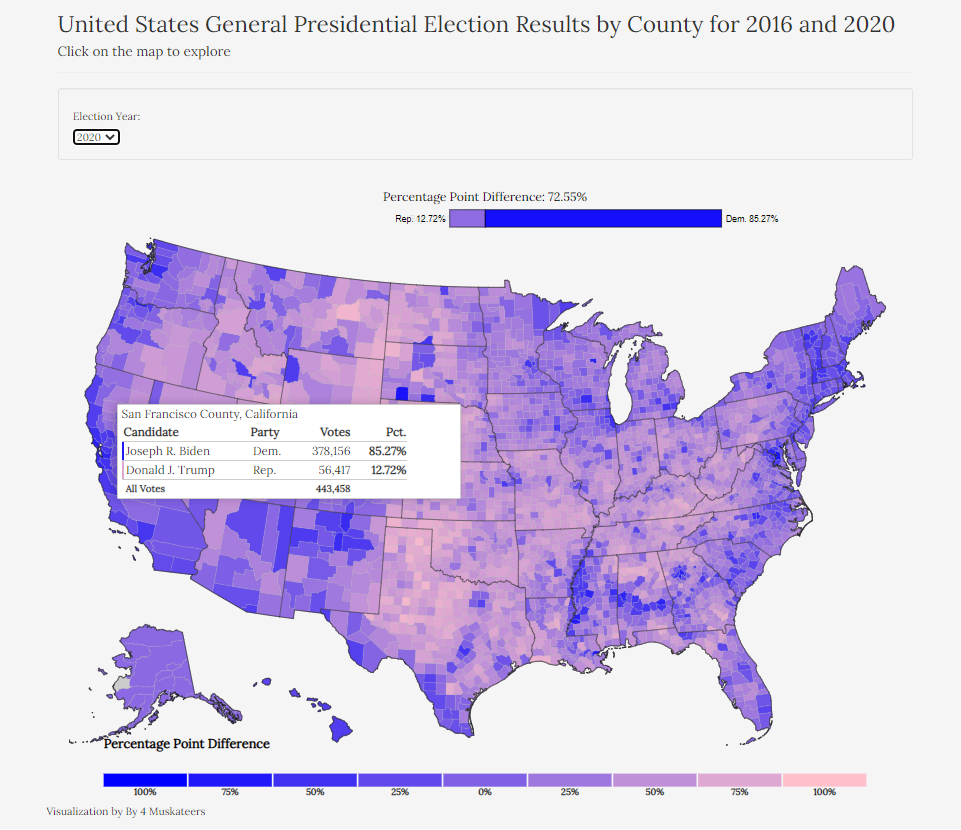 United States General Presidential Election Results by County for 2016 and 2020
Click on the map to explore
Election Year:
2020
Percentage Point Difference: 72.55%
Rep. 12.72% Dem. 85.27%
San Francisco County, California
Candidate Party Votes Pct.
Joseph R. Biden Dem. 378,156 85.27%
Donald J. Trump Rep. 56,417 12.72%
All Votes 443,458
Percentage Point Difference
100% 75% 50% 25% 0% 25% 50% 75% 100%
Visualization by By 4 Muskateers